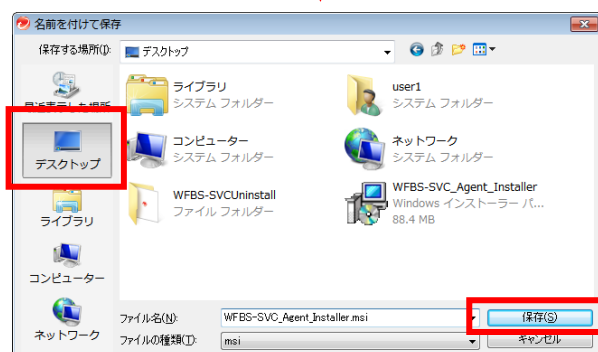 名前を付けて保存
保存する場所(I): デスクトップ
ライブラリ
システム フォルダー
user1
システム フォルダー
最近表示した場所
コンピューター
システム フォルダー
ネットワーク
システム フォルダー
デスクトップ
WFBS-SVCUninstall
ファイル フォルダー
WFBS-SVC_Agent_Installer
Windows インストーラー パ...
88.4 MB
ライブラリ
コンピューター
ネットワーク
ファイル名(N): WFBS-SVC_Agent_Installer.msi 保存(S)
ファイルの種類(T): msi キャンセル